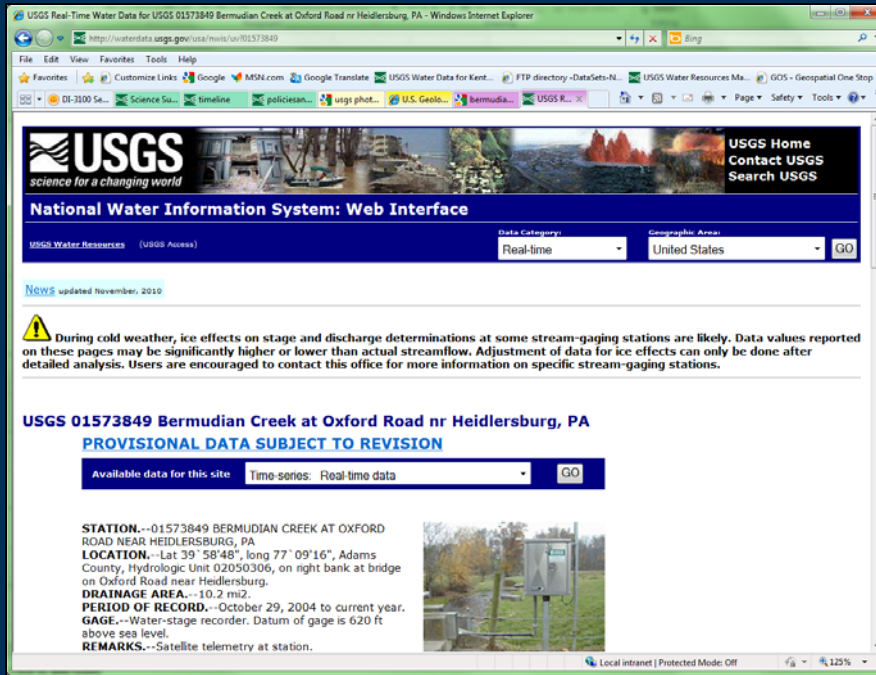 USGS Real-Time Water Data for USGS 01573849 Bermudian Creek at Oxford Road nr Heidlersburg, PA - Windows Internet Explorer
http://waterdata.usgs.gov/usa/nwis/uv?01573849
Bing
File Edit View Favorites Tools Help
Favorites Customize Links Google MSN.com Google Translate USGS Water Data for Kent... FTP directory -DataSets-N... USGS Water Resources Ma... GOS - Geospatial One Stop
DI-3100 Se... Science Su... timeline policiesan... usgs phot... U.S. Geolo... bermudia... USGS R... Page Safety Tools
USGS
science for a changing world
USGS Home
Contact USGS
Search USGS
National Water Information System: Web Interface
USGS Water Resources (USGS Access)
Data Category:
Real-time
Geographic Area:
United States
GO
News updated November, 2010
During cold weather, ice effects on stage and discharge determinations at some stream-gaging stations are likely. Data values reported
on these pages may be significantly higher or lower than actual streamflow. Adjustment of data for ice effects can only be done after
detailed analysis. Users are encouraged to contact this office for more information on specific stream-gaging stations.
USGS 01573849 Bermudian Creek at Oxford Road nr Heidlersburg, PA
PROVISIONAL DATA SUBJECT TO REVISION
Available data for this site Time-series: Real-time data GO
STATION.--01573849 BERMUDIAN CREEK AT OXFORD
ROAD NEAR HEIDLERSBURG, PA
LOCATION.--Lat 39`58'48", long 77`09'16", Adams
County, Hydrologic Unit 02050306, on right bank at bridge
on Oxford Road near Heidlersburg.
DRAINAGE AREA.--10.2 mi2.
PERIOD OF RECORD.--October 29, 2004 to current year.
GAGE.--Water-stage recorder. Datum of gage is 620 ft
above sea level.
REMARKS.--Satellite telemetry at station.
Local intranet | Protected Mode: Off
125%